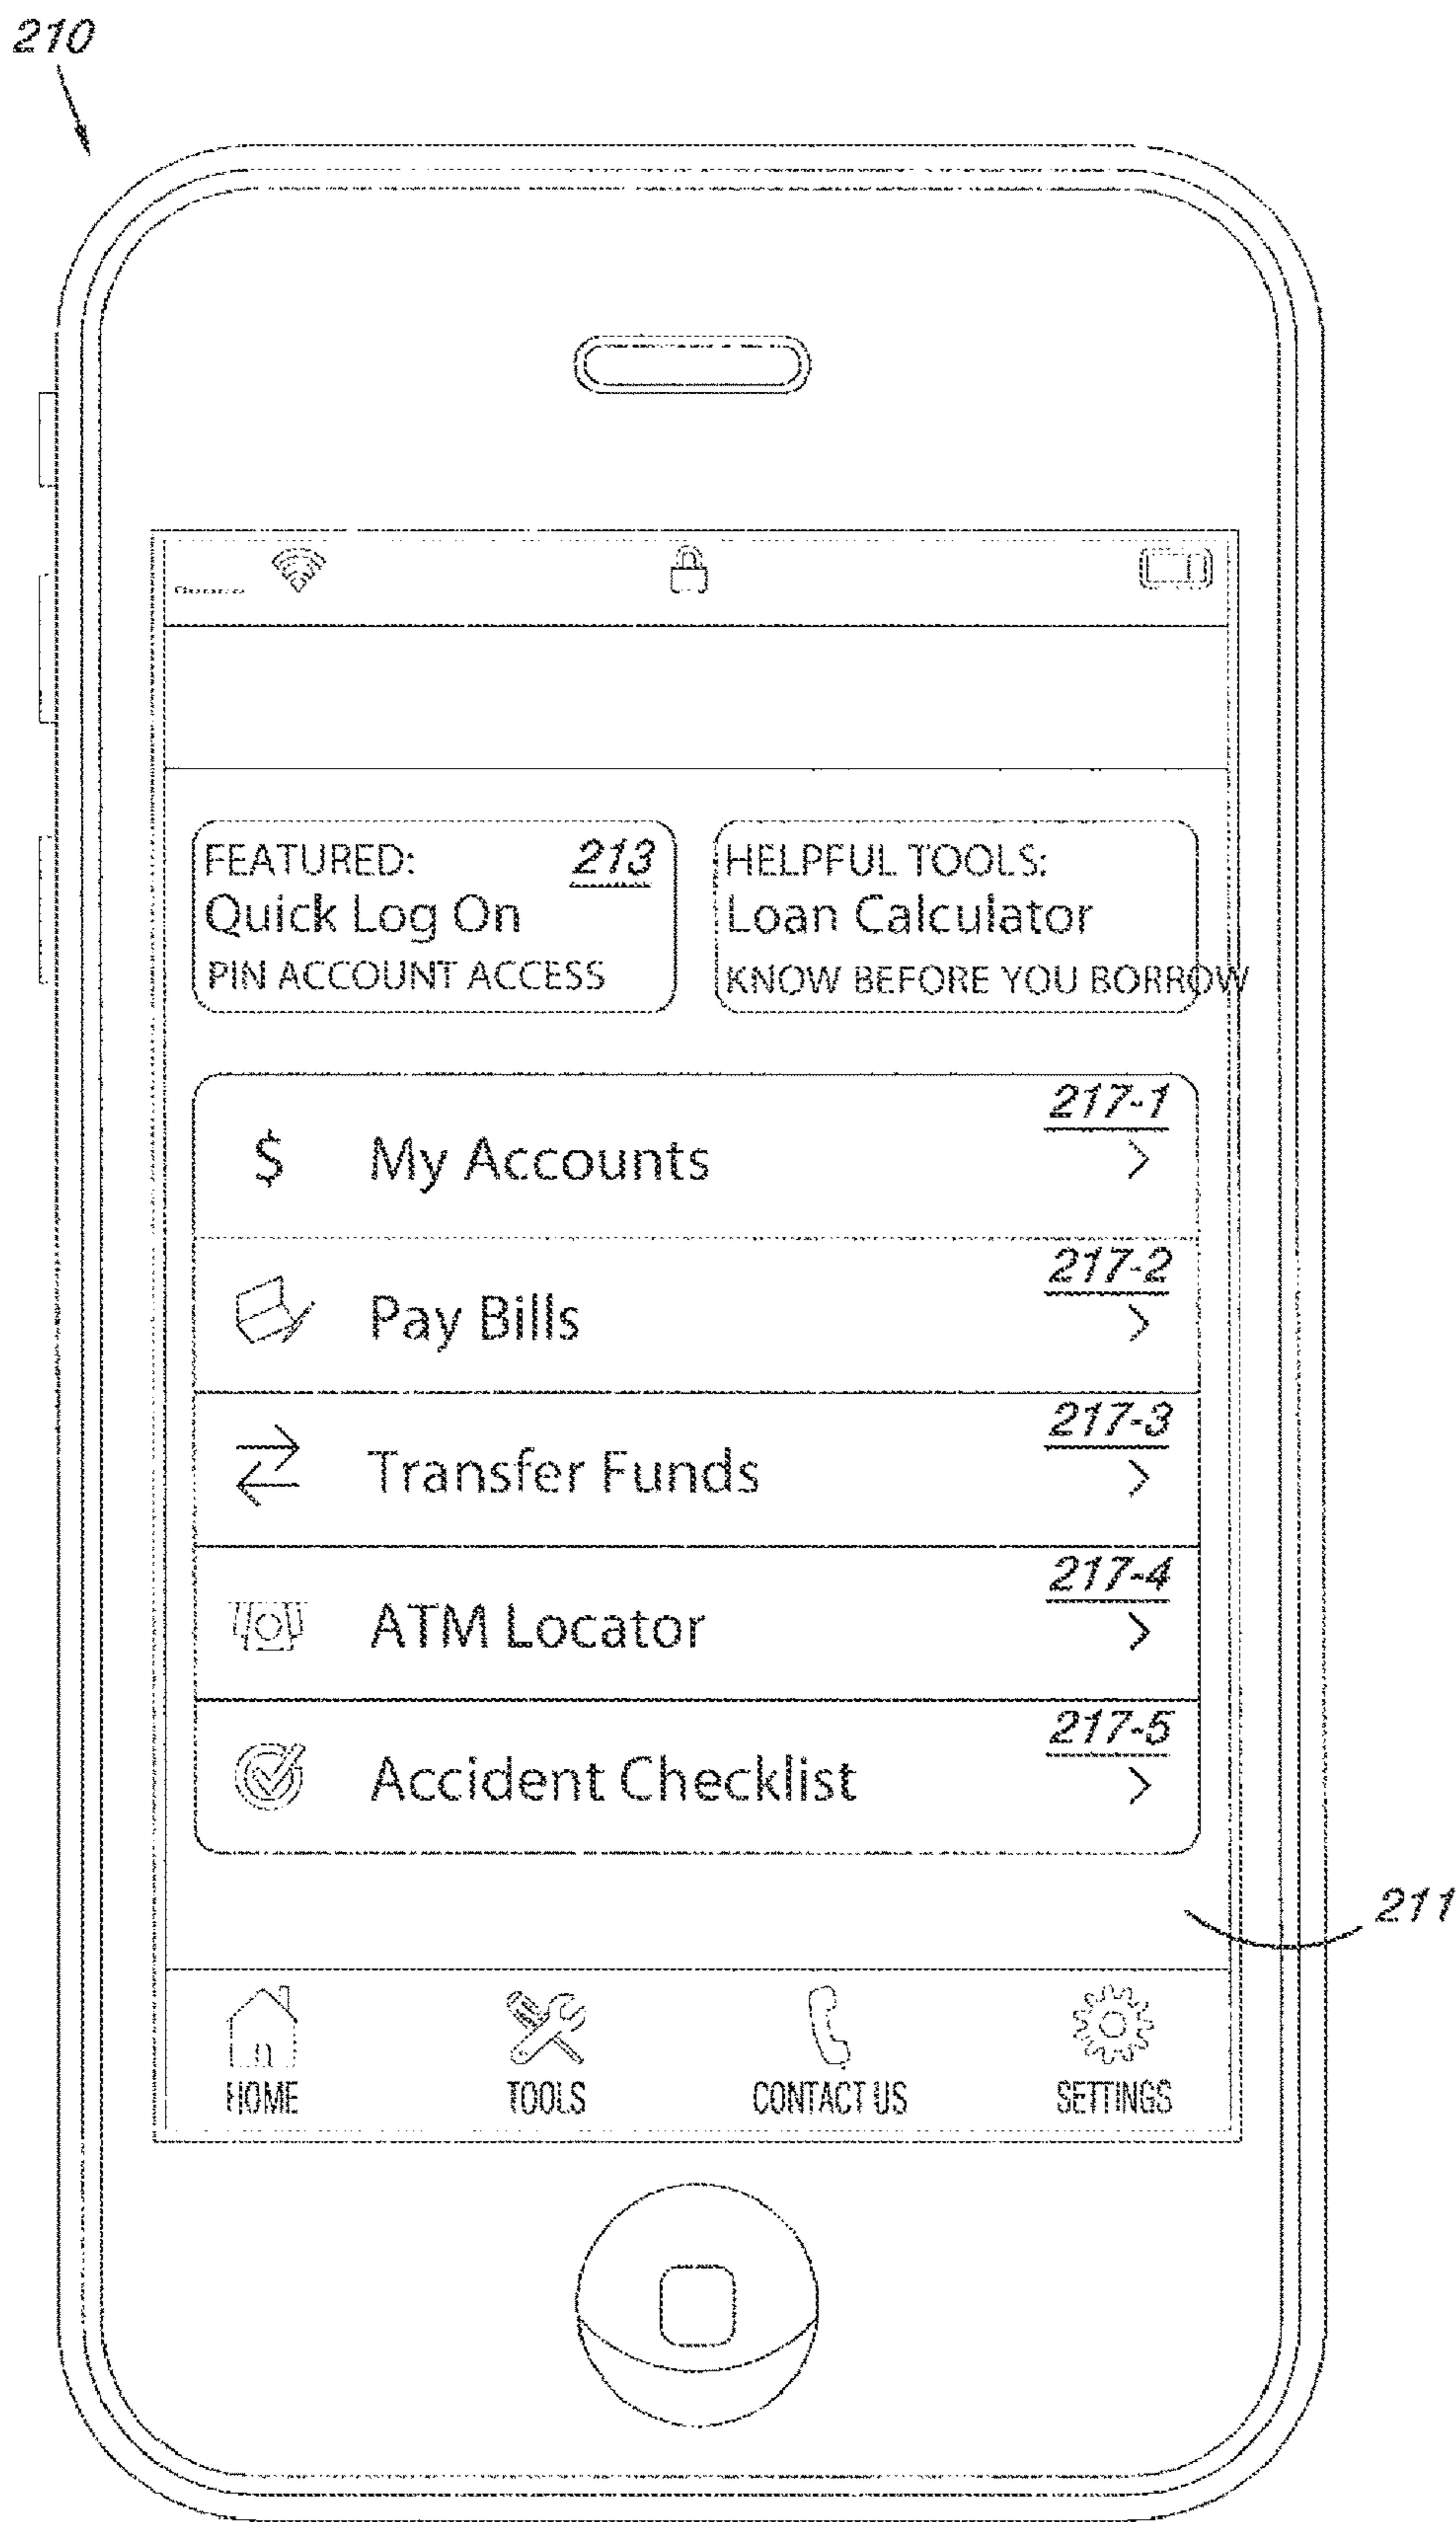 210
FEATURED: 213
Quick Log On
PIN ACCOUNT ACCESS
HELPFUL TOOLS:
Loan Calculator
KNOW BEFORE YOU BORROW
217-1
$ My Accounts >
217-2
Pay Bills >
217-3
Transfer Funds >
217-4
ATM Locator >
217-5
Accident Checklist >
211
HOME TOOLS CONTACT US SETTINGS